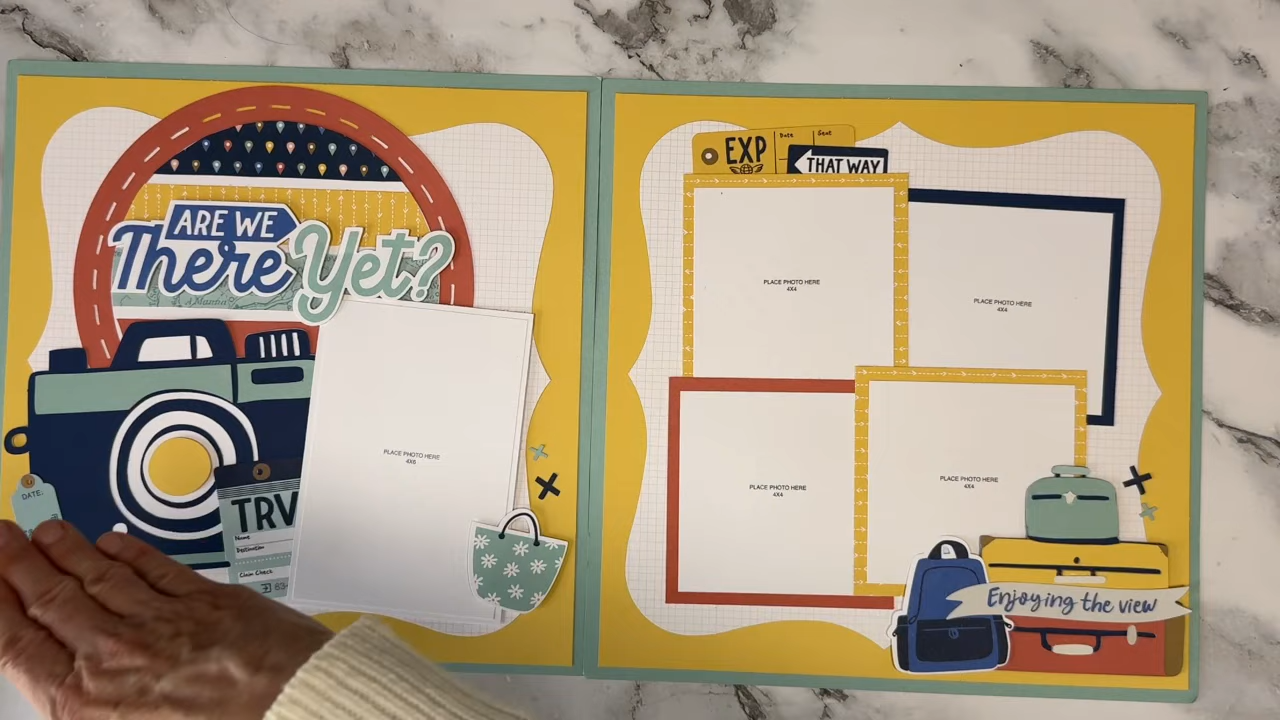 ARE WE
There Yet?
PLACE PHOTO HERE
4X6
DATE:
TRV
Name
Destination
Claim Check
EXP
Date
Seat
THAT WAY
PLACE PHOTO HERE
4X4
PLACE PHOTO HERE
4X4
PLACE PHOTO HERE
4X4
PLACE PHOTO HERE
4X4
Enjoying the view